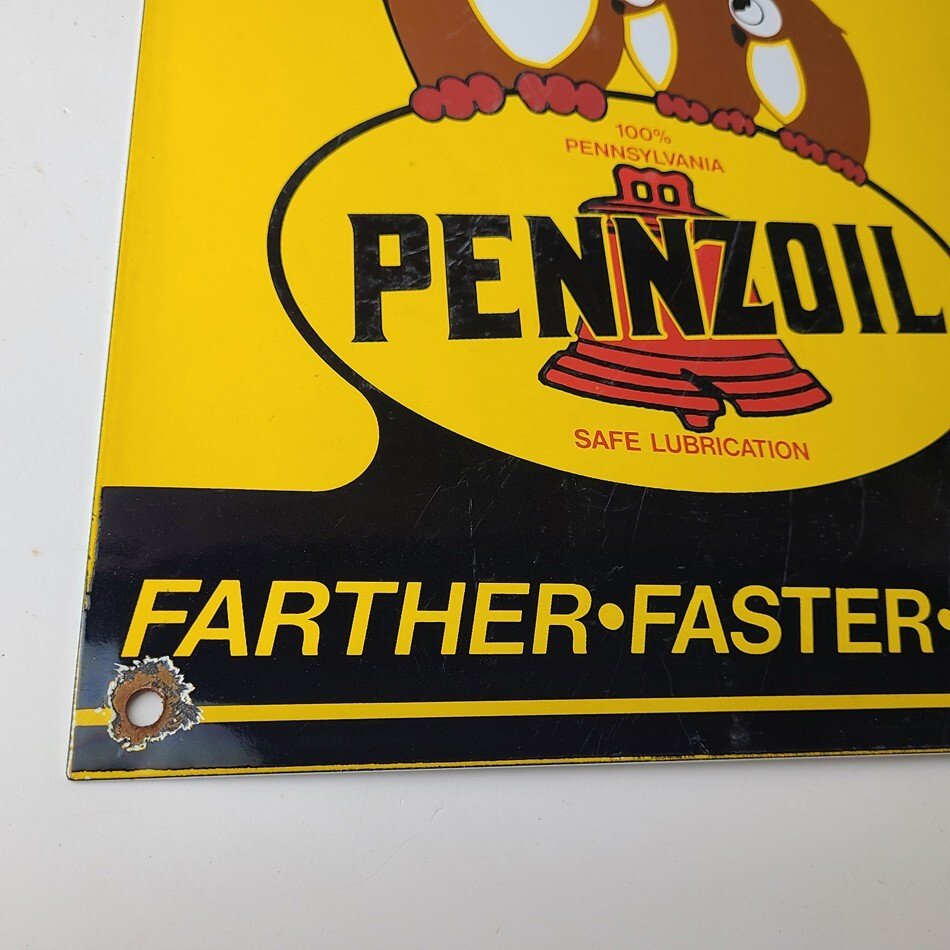 100%
PENNSYLVANIA
PENNZOIL
SAFE LUBRICATION
FARTHER•FASTER•